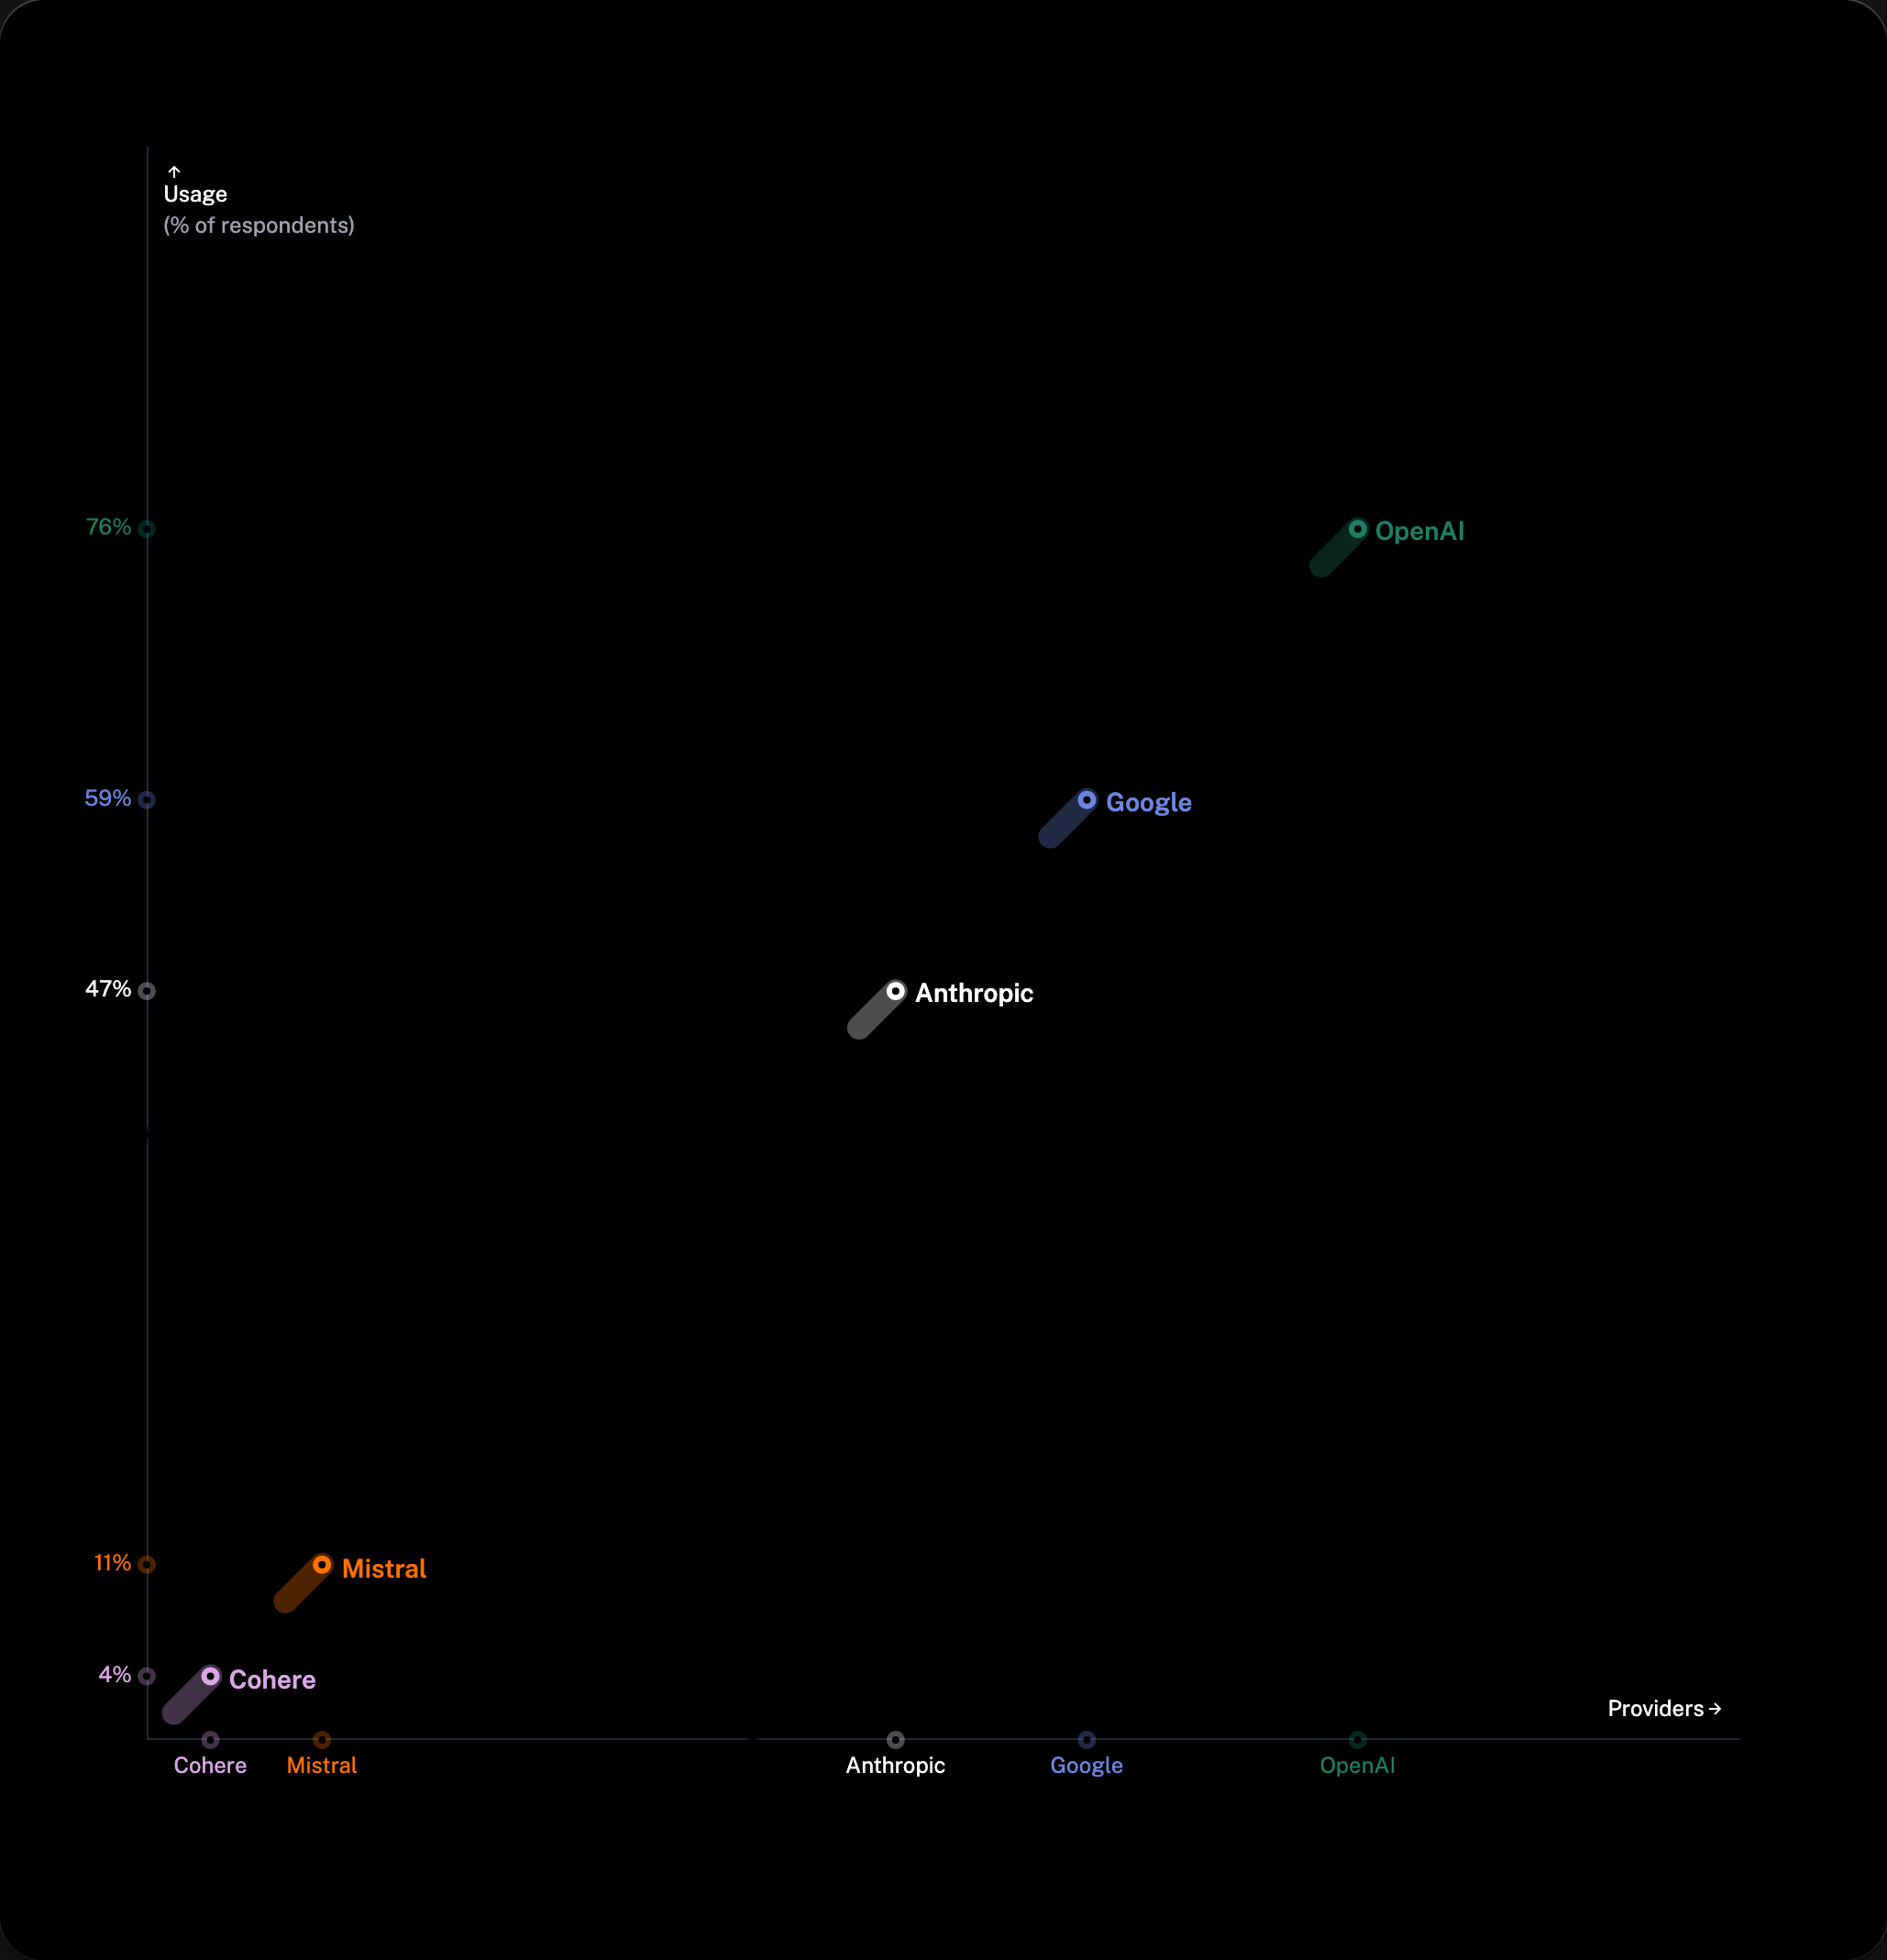 ↑
Usage
(% of respondents)
76%
OpenAI
59%
Google
47%
Anthropic
11%
Mistral
4%
Cohere
Providers →
Cohere Mistral Anthropic Google OpenAI